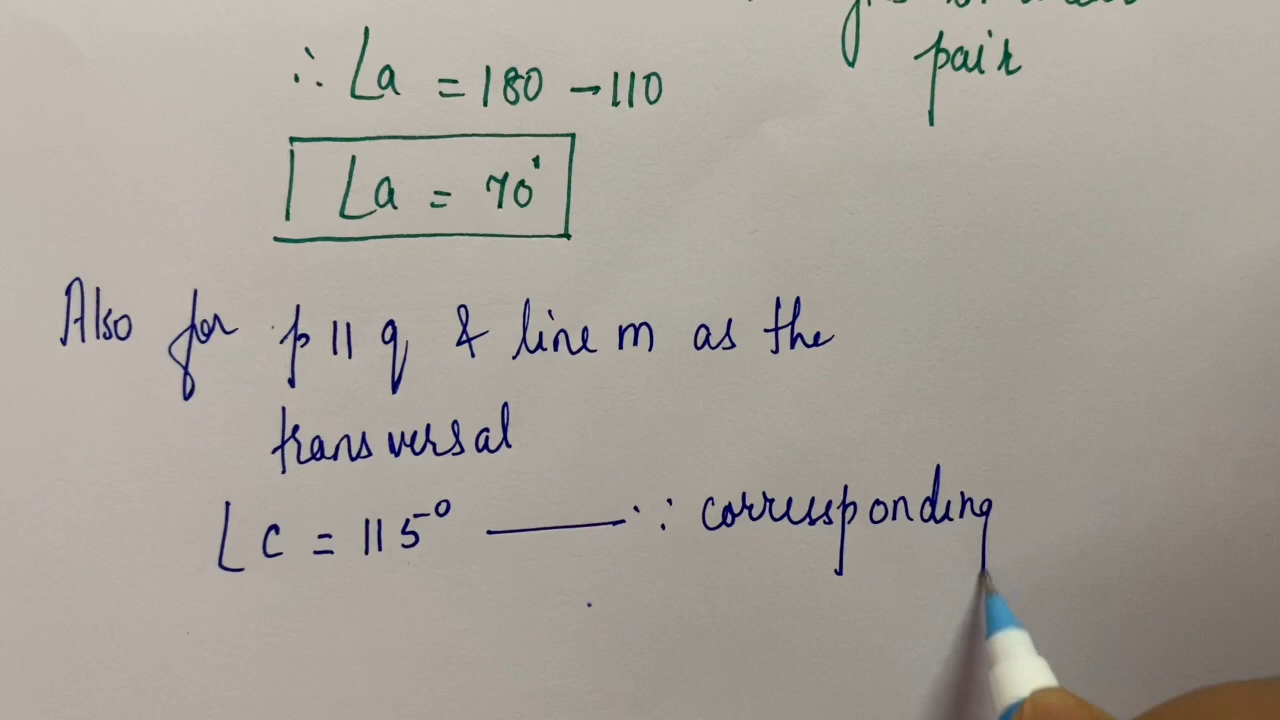 pair
∴ ∠a = 180 - 110
∠a = 70°
Also for p || q & line m as the
transversal
∠c = 115° ——— ∵ corresponding